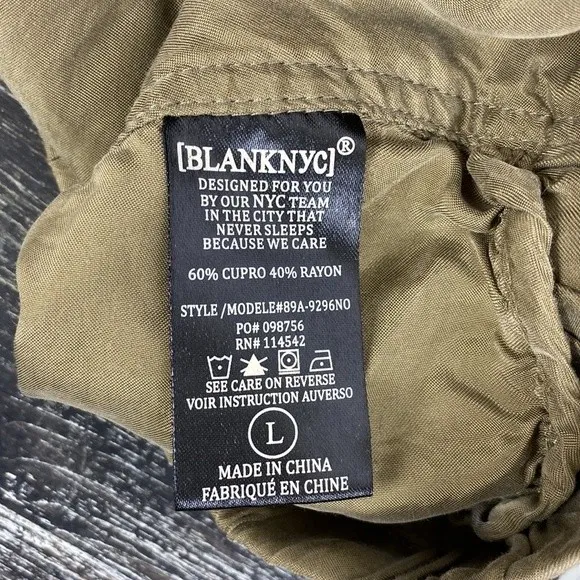 [BLANKNYC]®
DESIGNED FOR YOU
BY OUR NYC TEAM
IN THE CITY THAT
NEVER SLEEPS
BECAUSE WE CARE
60% CUPRO 40% RAYON
STYLE /MODELE#89A-9296NO
PO# 098756
RN# 114542
SEE CARE ON REVERSE
VOIR INSTRUCTION AUVERSO
L
MADE IN CHINA
FABRIQUÉ EN CHINE